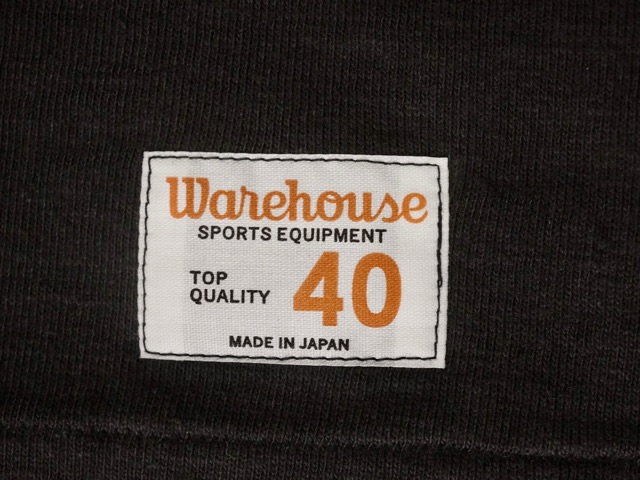 Warehouse
SPORTS EQUIPMENT
TOP
QUALITY
40
MADE IN JAPAN